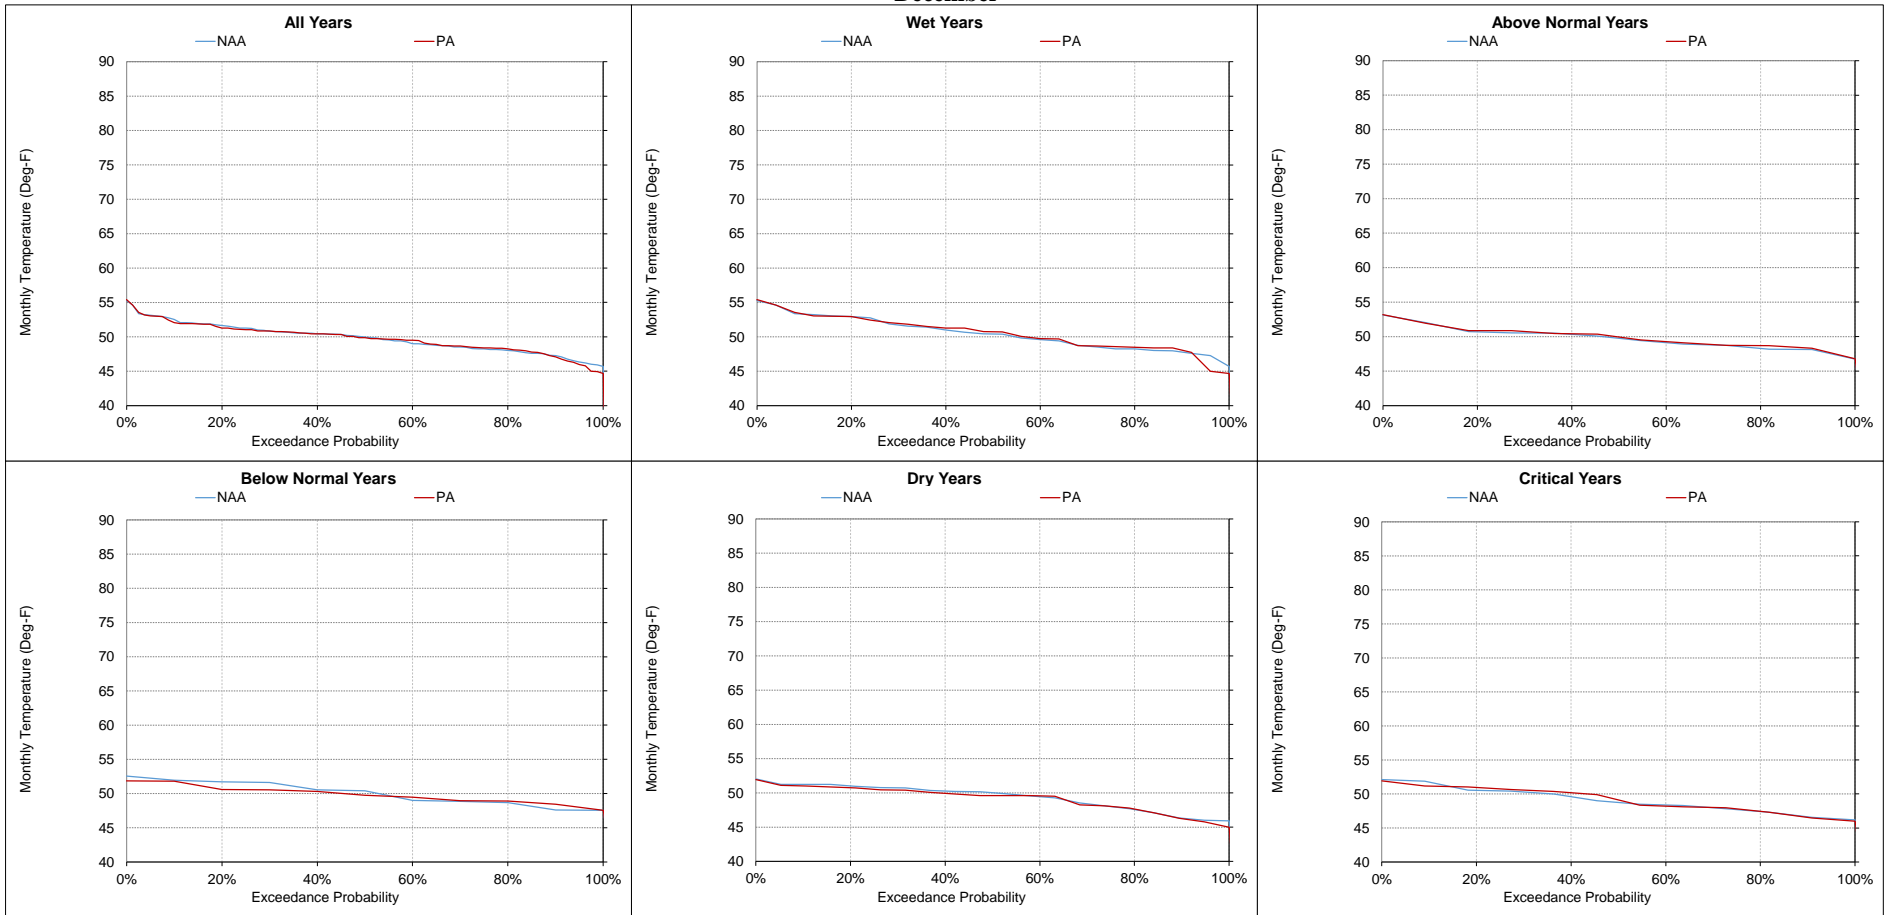 December
All Years
NAA PA
90
85
80
75
70
65
60
55
50
45
40
Monthly Temperature (Deg-F)
0% 20% 40% 60% 80% 100%
Exceedance Probability
Wet Years
NAA PA
90
85
80
75
70
65
60
55
50
45
40
Monthly Temperature (Deg-F)
0% 20% 40% 60% 80% 100%
Exceedance Probability
Above Normal Years
NAA PA
90
85
80
75
70
65
60
55
50
45
40
Monthly Temperature (Deg-F)
0% 20% 40% 60% 80% 100%
Exceedance Probability
Below Normal Years
NAA PA
90
85
80
75
70
65
60
55
50
45
40
Monthly Temperature (Deg-F)
0% 20% 40% 60% 80% 100%
Exceedance Probability
Dry Years
NAA PA
90
85
80
75
70
65
60
55
50
45
40
Monthly Temperature (Deg-F)
0% 20% 40% 60% 80% 100%
Exceedance Probability
Critical Years
NAA PA
90
85
80
75
70
65
60
55
50
45
40
Monthly Temperature (Deg-F)
0% 20% 40% 60% 80% 100%
Exceedance Probability